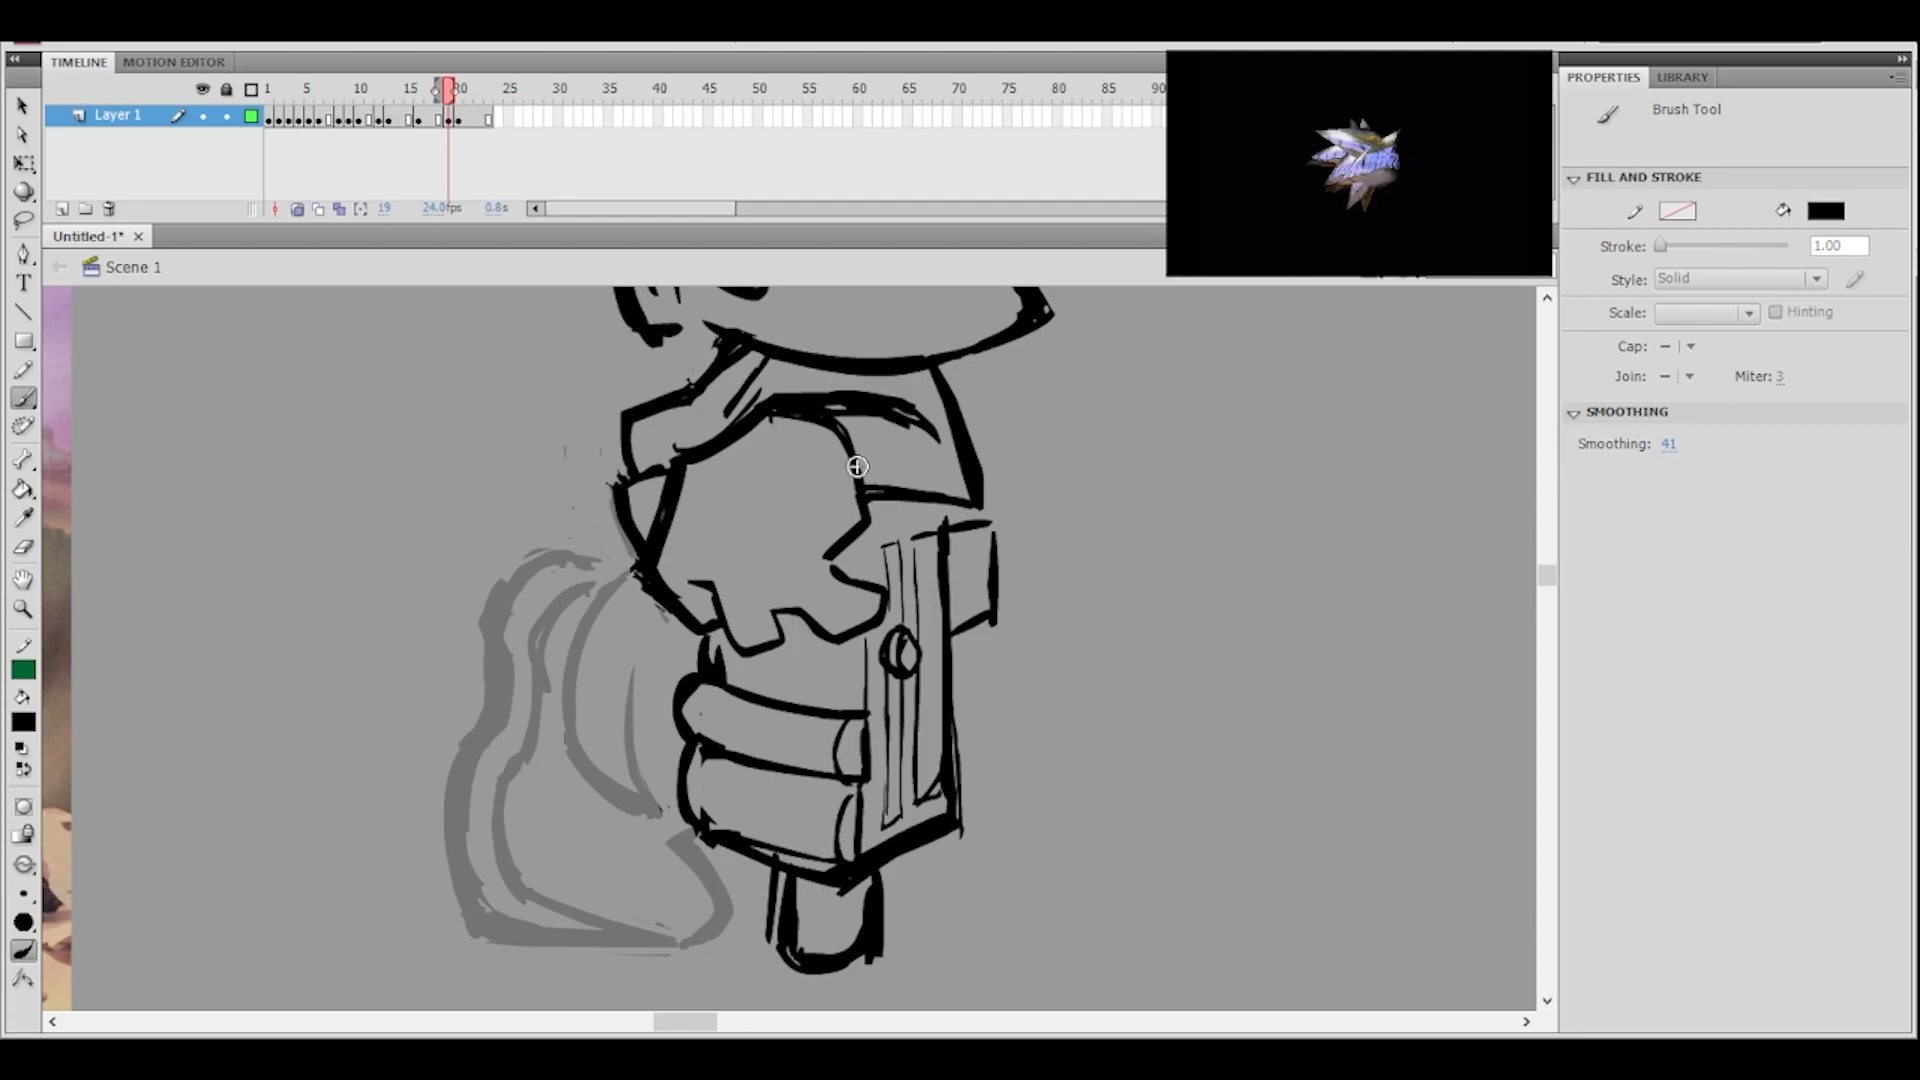 TIMELINE MOTION EDITOR
1 5 10 15 20 25 30 35 40 45 50 55 60 65 70 75 80 85 90
Layer 1
19 24.0fps 0.8s
Untitled-1*
Scene 1
T
PROPERTIES LIBRARY
Brush Tool
FILL AND STROKE
Stroke: 1.00
Style: Solid
Scale: Hinting
Cap:
Join: Miter: 3
SMOOTHING
Smoothing: 41